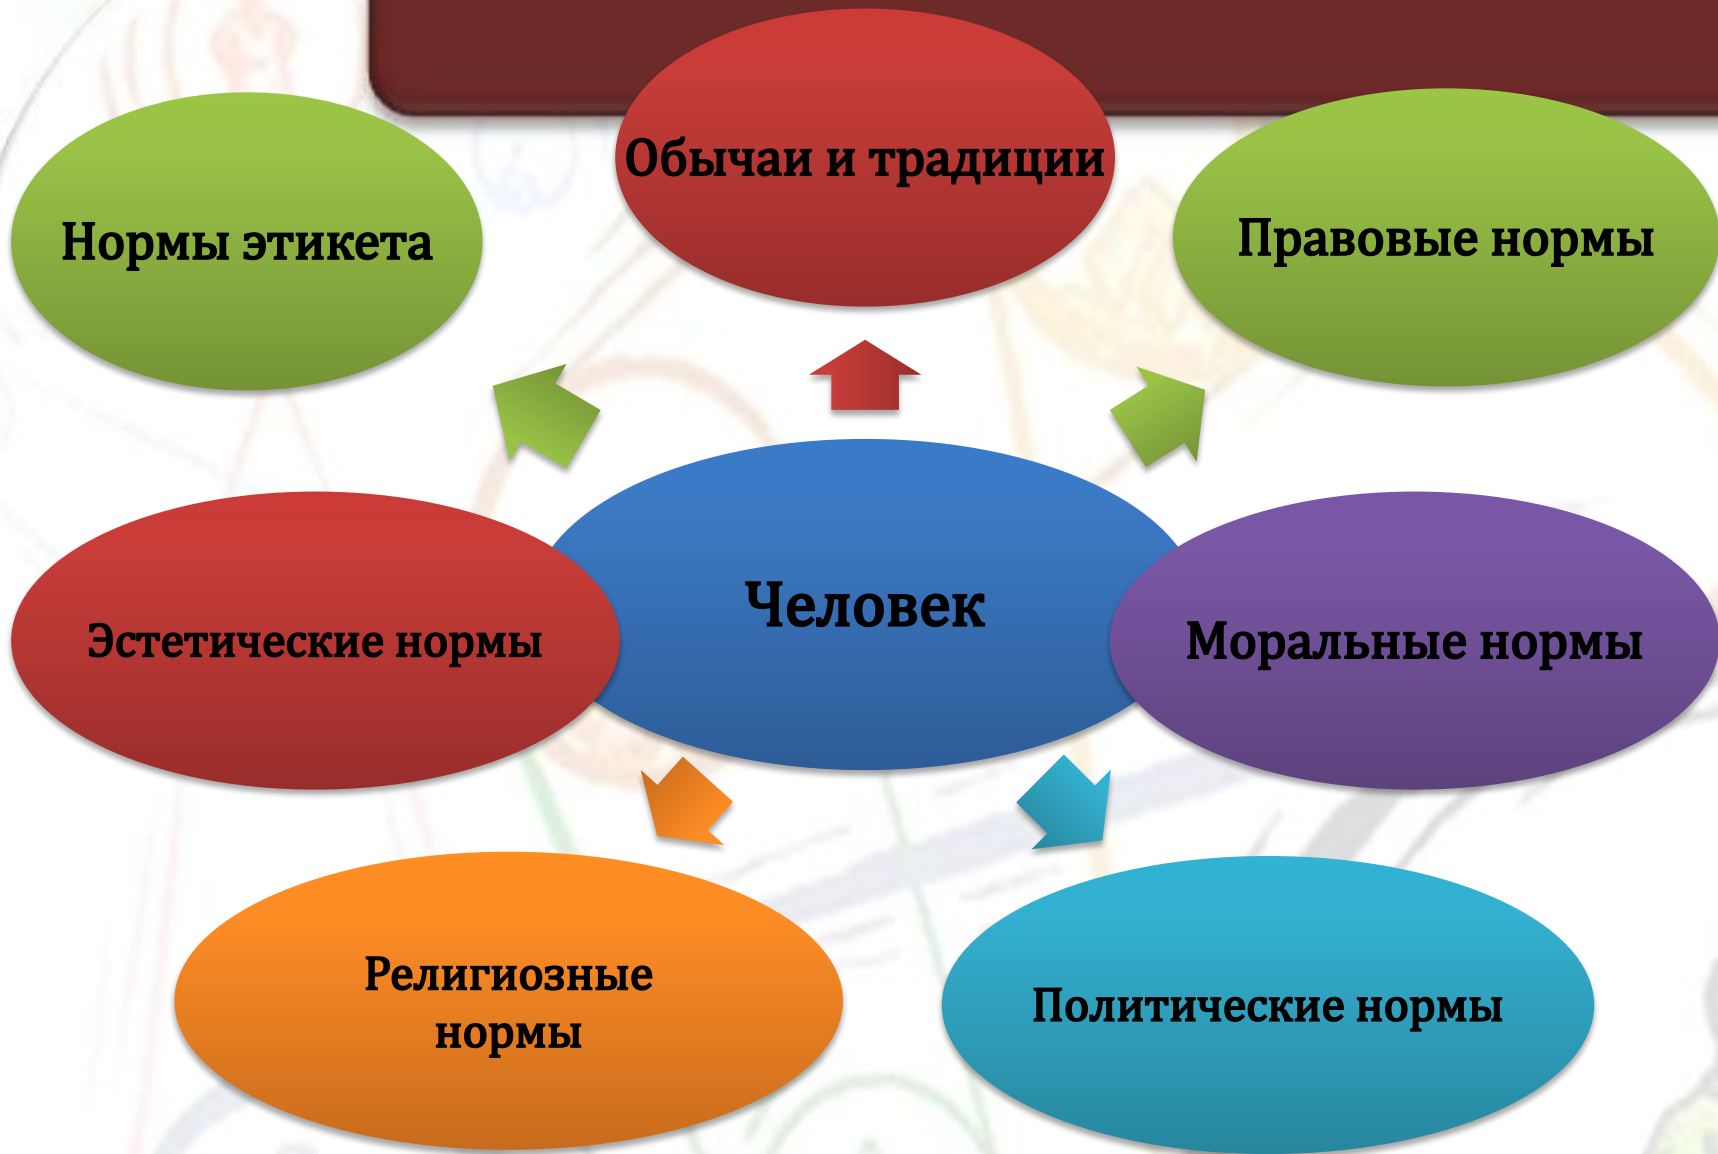 Обычаи и традиции
Нормы этикета
Правовые нормы
Человек
Эстетические нормы
Моральные нормы
Религиозные
нормы
Политические нормы